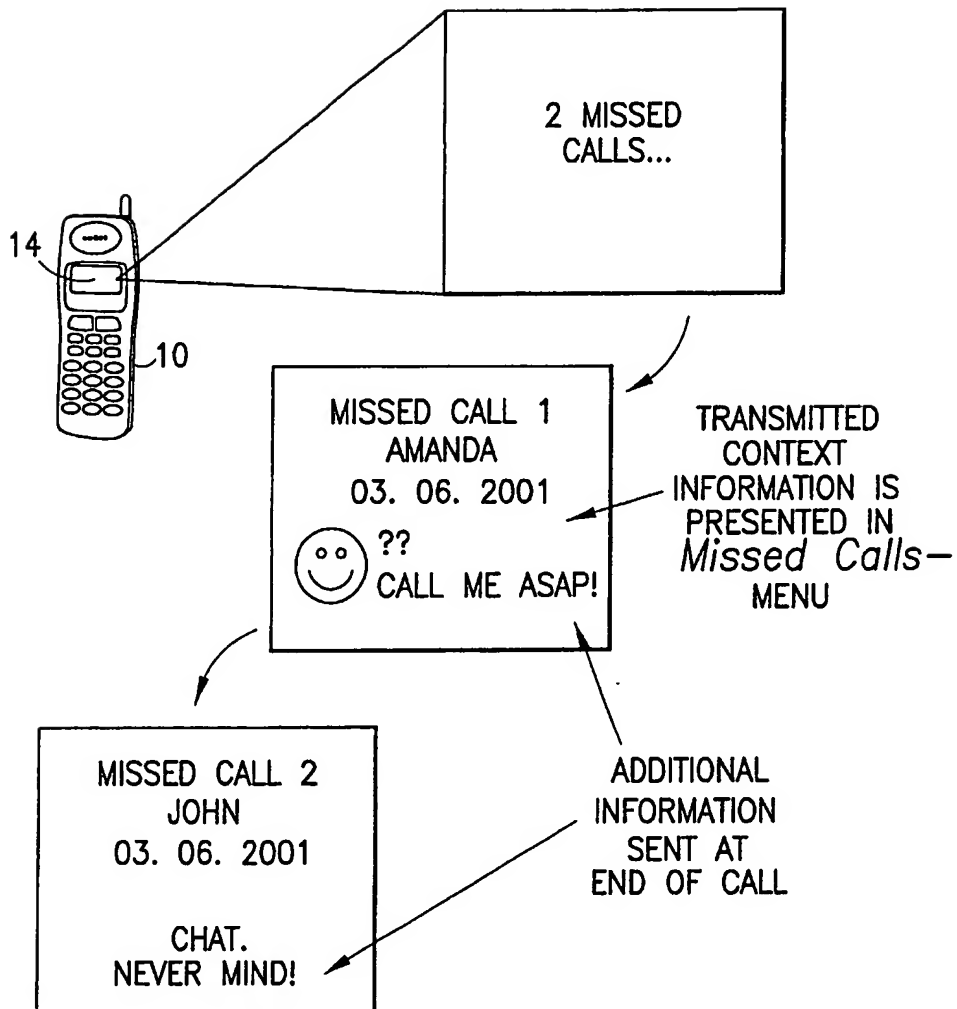 2 MISSED
CALLS...
14
10
MISSED CALL 1
AMANDA
03. 06. 2001
??
CALL ME ASAP!
TRANSMITTED
CONTEXT
INFORMATION IS
PRESENTED IN
Missed Calls–
MENU
MISSED CALL 2
JOHN
03. 06. 2001
CHAT.
NEVER MIND!
ADDITIONAL
INFORMATION
SENT AT
END OF CALL